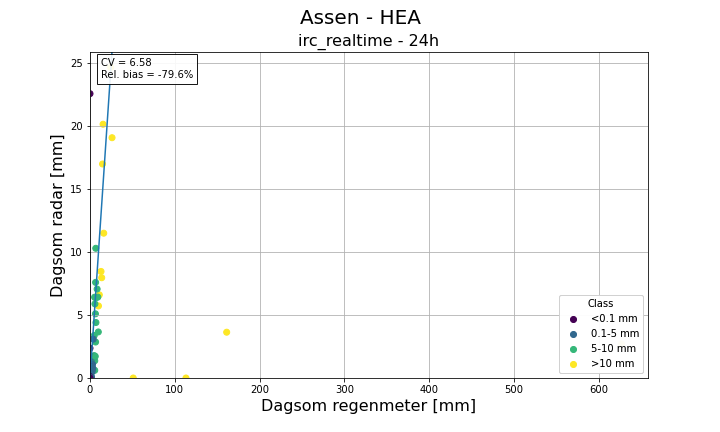 Assen - HEA
irc_realtime - 24h
CV = 6.58
Rel. bias = -79.6%
25
20
15
10
5
0
Dagsom radar [mm]
0 100 200 300 400 500 600
Dagsom regenmeter [mm]
Class
<0.1 mm
0.1-5 mm
5-10 mm
>10 mm